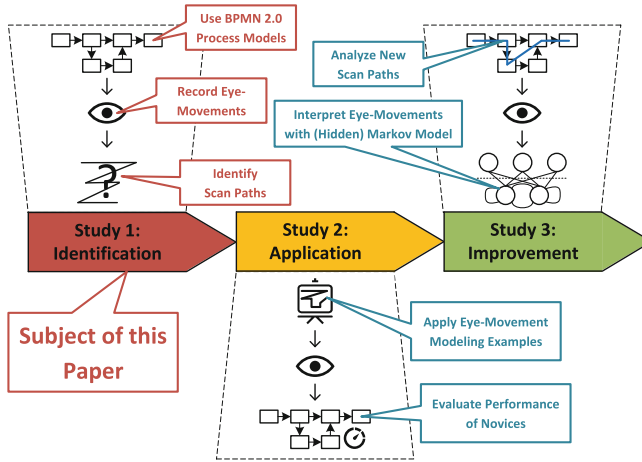 Use BPMN 2.0
Process Models
Record Eye-
Movements
Identify
Scan Paths
?
Analyze New
Scan Paths
Interpret Eye-Movements
with (Hidden) Markov Model
Study 1:
Identification
Study 2:
Application
Study 3:
Improvement
Subject of this
Paper
Apply Eye-Movement
Modeling Examples
Evaluate Performance
of Novices